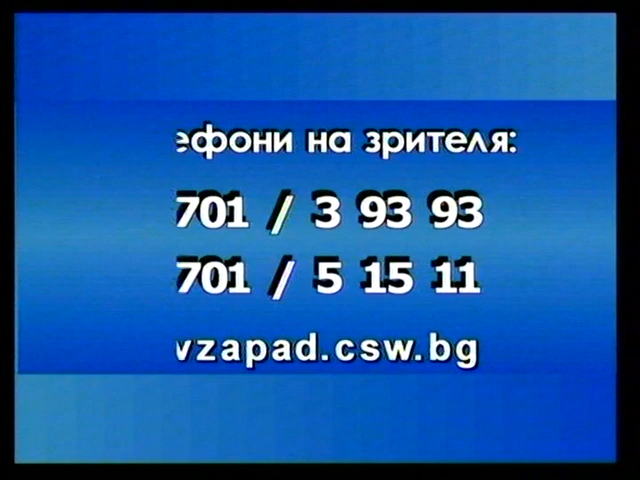 ефони на зрителя:
701 / 3 93 93
701 / 5 15 11
vzapad.csw.bg